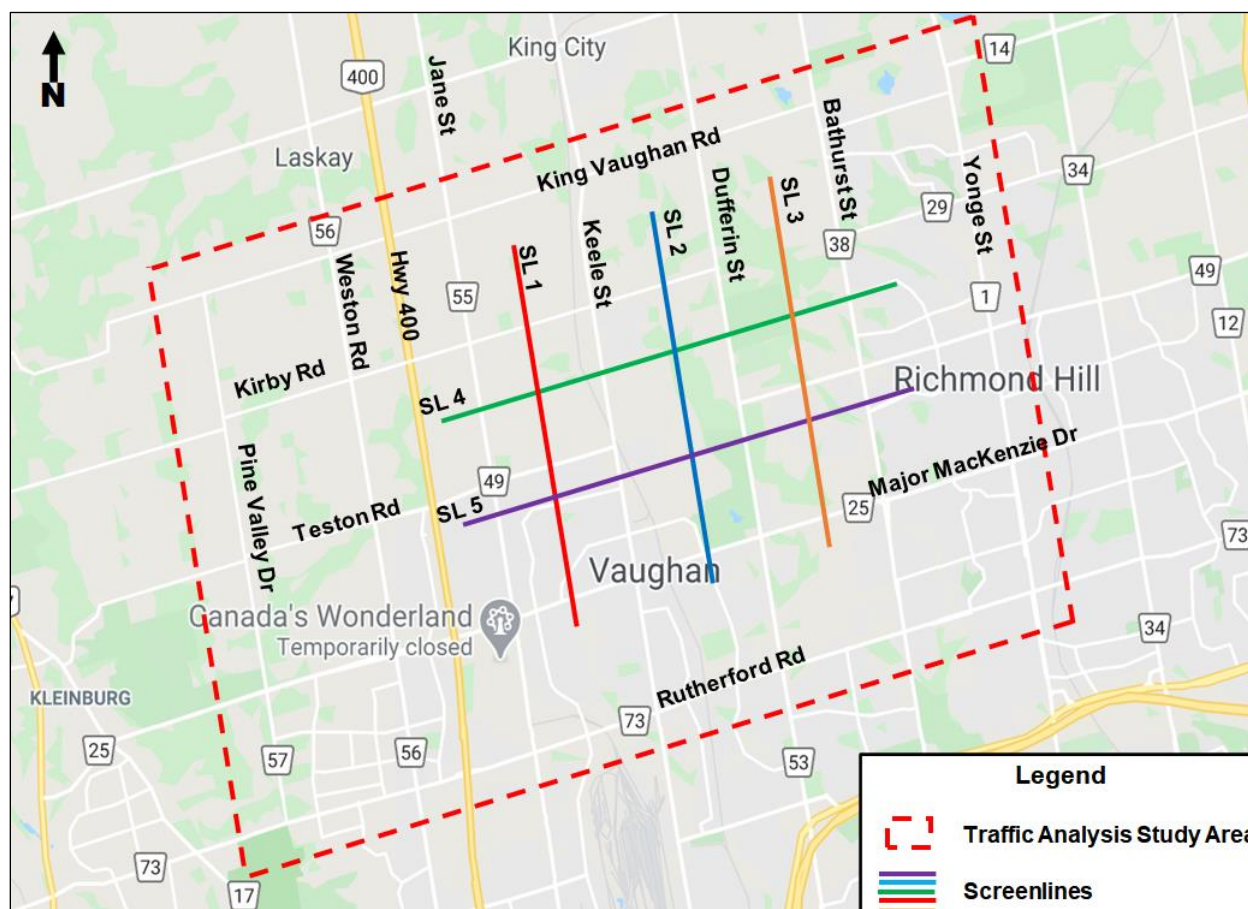 N
400
King City
14
Jane St
Laskay
King Vaughan Rd
Bathurst St
34
56
Keele St
SL 2
Dufferin St
SL 3
29
Yonge St
38
Weston Rd
Hwy 400
SL 1
55
49
1
12
Kirby Rd
Richmond Hill
SL 4
Pine Valley Dr
49
Major MacKenzie Dr
Teston Rd
SL 5
25
73
Vaughan
Canada's Wonderland
Temporarily closed
34
KLEINBURG
Rutherford Rd
73
25
57
56
53
73
17
Legend
Traffic Analysis Study Area
Screenlines